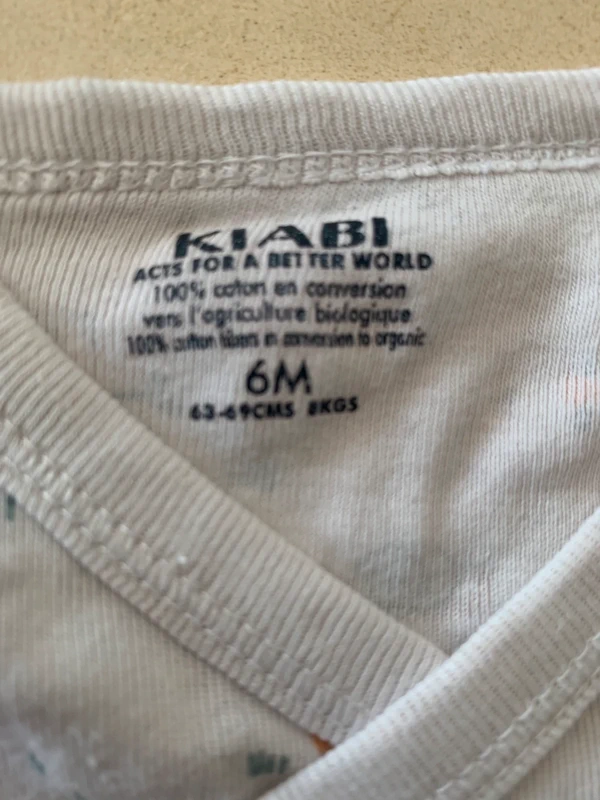 KIABI
ACTS FOR A BETTER WORLD
100% coton en conversion
vers l'agriculture biologique
100% cotton fibers in conversion to organic
6M
63-69CMS 8KGS